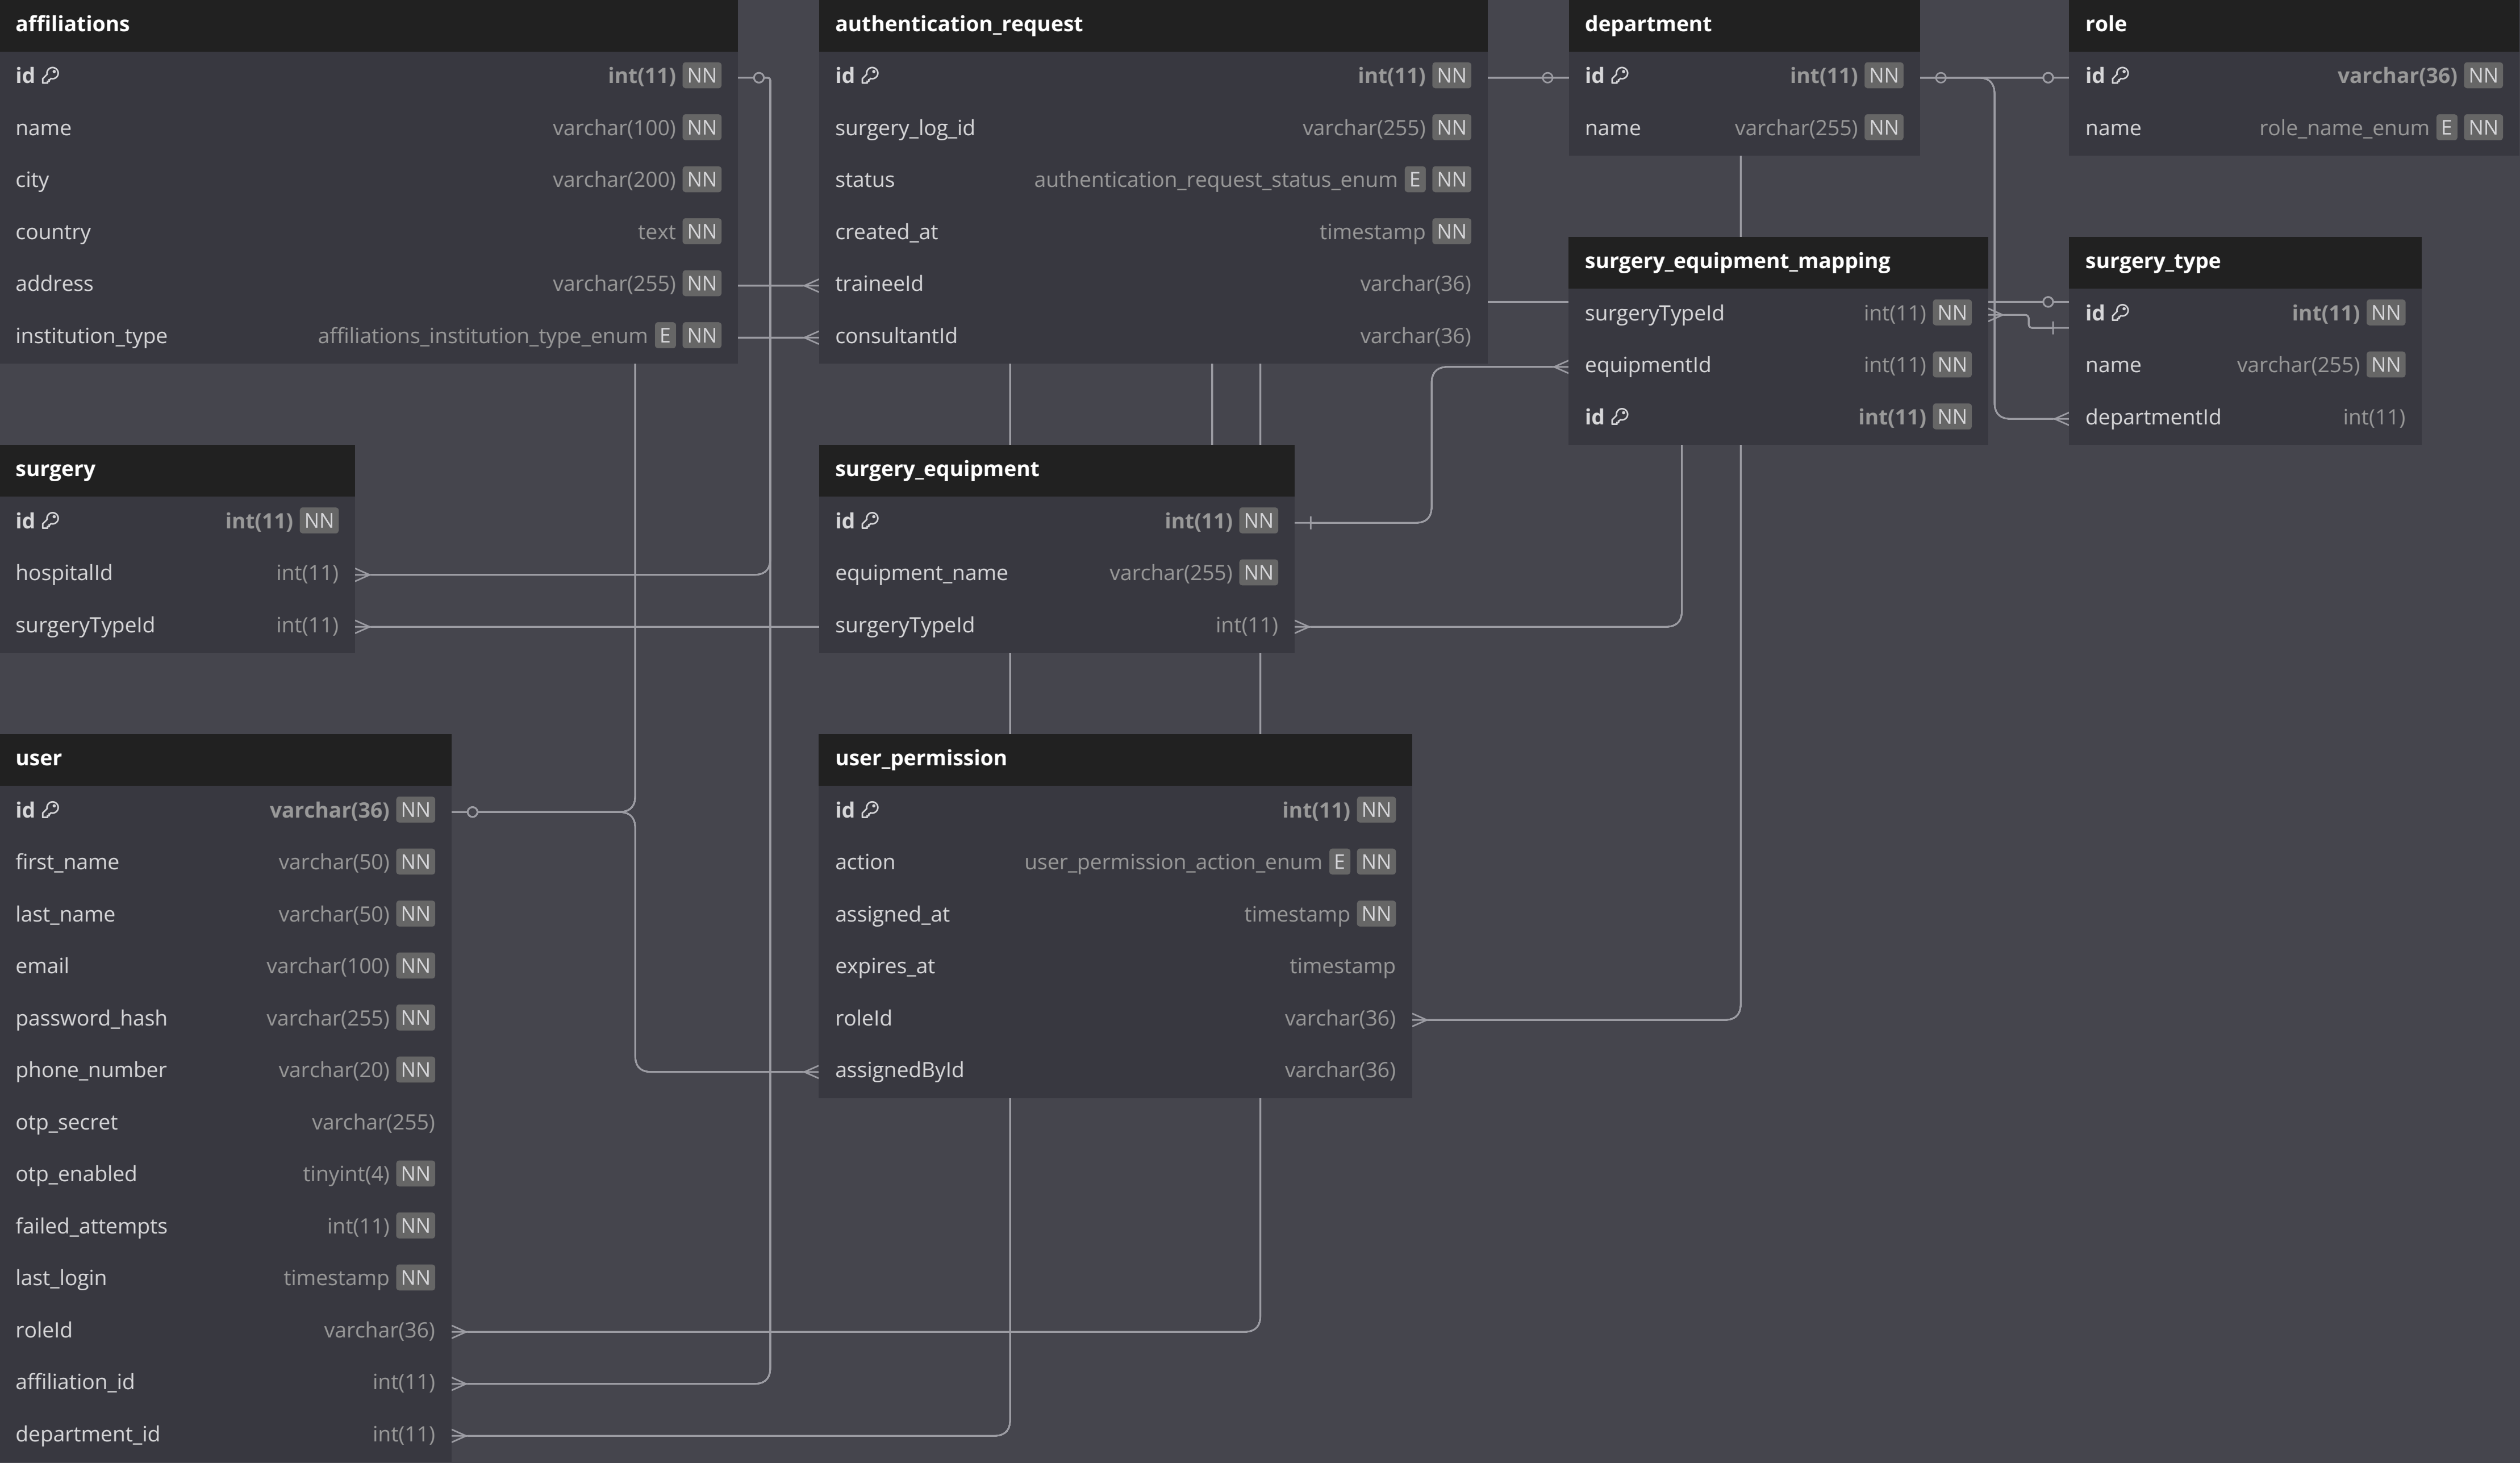 affiliations
id int(11) NN
name varchar(100) NN
city varchar(200) NN
country text NN
address varchar(255) NN
institution_type affiliations_institution_type_enum E NN
authentication_request
id int(11) NN
surgery_log_id varchar(255) NN
status authentication_request_status_enum E NN
created_at timestamp NN
traineeId varchar(36)
consultantId varchar(36)
department
id int(11) NN
name varchar(255) NN
role
id varchar(36) NN
name role_name_enum E NN
surgery_equipment_mapping
surgeryTypeId int(11) NN
equipmentId int(11) NN
id int(11) NN
surgery_type
id int(11) NN
name varchar(255) NN
departmentId int(11)
surgery
id int(11) NN
hospitalId int(11)
surgeryTypeId int(11)
surgery_equipment
id int(11) NN
equipment_name varchar(255) NN
surgeryTypeId int(11)
user
id varchar(36) NN
first_name varchar(50) NN
last_name varchar(50) NN
email varchar(100) NN
password_hash varchar(255) NN
phone_number varchar(20) NN
otp_secret varchar(255)
otp_enabled tinyint(4) NN
failed_attempts int(11) NN
last_login timestamp NN
roleId varchar(36)
affiliation_id int(11)
department_id int(11)
user_permission
id int(11) NN
action user_permission_action_enum E NN
assigned_at timestamp NN
expires_at timestamp
roleId varchar(36)
assignedById varchar(36)